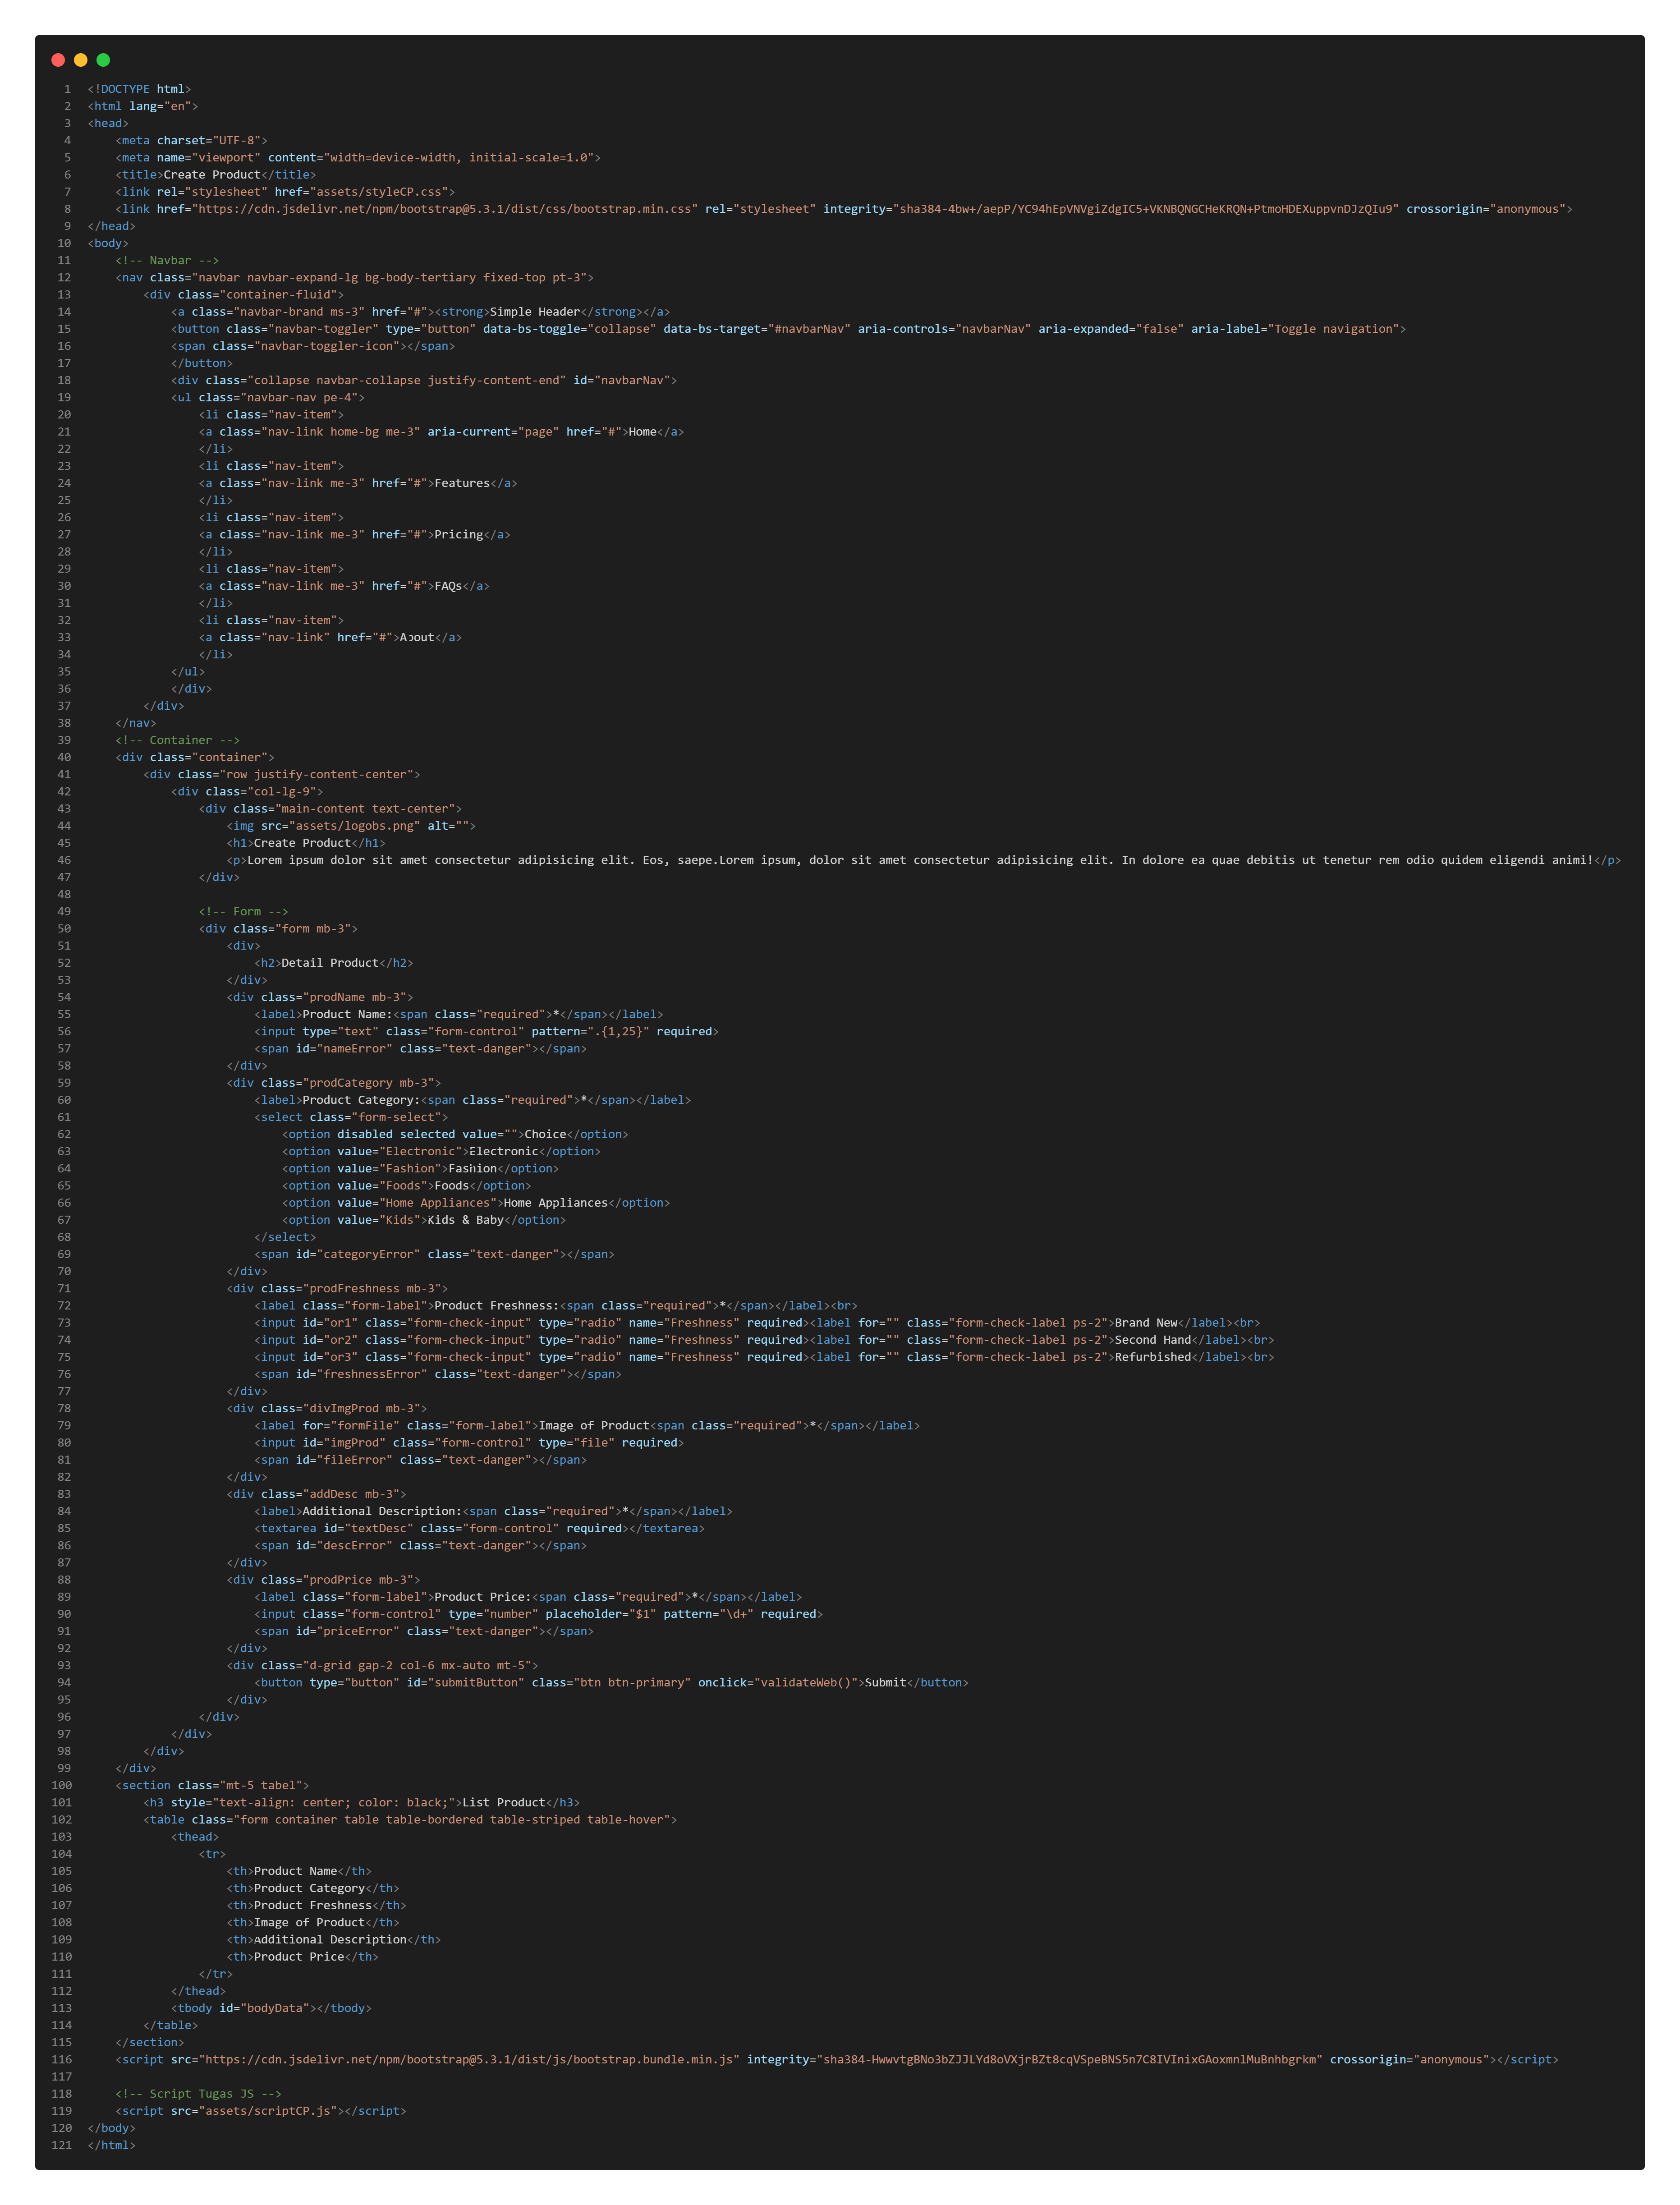 1 <!DOCTYPE html>
2 <html lang="en">
3 <head>
4     <meta charset="UTF-8">
5     <meta name="viewport" content="width=device-width, initial-scale=1.0">
6     <title>Create Product</title>
7     <link rel="stylesheet" href="assets/styleCP.css">
8     <link href="https://cdn.jsdelivr.net/npm/bootstrap@5.3.1/dist/css/bootstrap.min.css" rel="stylesheet" integrity="sha384-4bw+/aepP/YC94hEpVNVgiZdgIC5+VKNBQNGCHeKRQN+PtmoHDEXuppvnDJzQIu9" crossorigin="anonymous">
9 </head>
10 <body>
11     <!-- Navbar -->
12     <nav class="navbar navbar-expand-lg bg-body-tertiary fixed-top pt-3">
13         <div class="container-fluid">
14             <a class="navbar-brand ms-3" href="#"><strong>Simple Header</strong></a>
15             <button class="navbar-toggler" type="button" data-bs-toggle="collapse" data-bs-target="#navbarNav" aria-controls="navbarNav" aria-expanded="false" aria-label="Toggle navigation">
16             <span class="navbar-toggler-icon"></span>
17             </button>
18             <div class="collapse navbar-collapse justify-content-end" id="navbarNav">
19             <ul class="navbar-nav pe-4">
20                 <li class="nav-item">
21                 <a class="nav-link home-bg me-3" aria-current="page" href="#">Home</a>
22                 </li>
23                 <li class="nav-item">
24                 <a class="nav-link me-3" href="#">Features</a>
25                 </li>
26                 <li class="nav-item">
27                 <a class="nav-link me-3" href="#">Pricing</a>
28                 </li>
29                 <li class="nav-item">
30                 <a class="nav-link me-3" href="#">FAQs</a>
31                 </li>
32                 <li class="nav-item">
33                 <a class="nav-link" href="#">About</a>
34                 </li>
35             </ul>
36             </div>
37         </div>
38     </nav>
39     <!-- Container -->
40     <div class="container">
41         <div class="row justify-content-center">
42             <div class="col-lg-9">
43                 <div class="main-content text-center">
44                     <img src="assets/logobs.png" alt="">
45                     <h1>Create Product</h1>
46                     <p>Lorem ipsum dolor sit amet consectetur adipisicing elit. Eos, saepe.Lorem ipsum, dolor sit amet consectetur adipisicing elit. In dolore ea quae debitis ut tenetur rem odio quidem eligendi animi!</p>
47                 </div>
48
49                 <!-- Form -->
50                 <div class="form mb-3">
51                     <div>
52                         <h2>Detail Product</h2>
53                     </div>
54                     <div class="prodName mb-3">
55                         <label>Product Name:<span class="required">*</span></label>
56                         <input type="text" class="form-control" pattern=".{1,25}" required>
57                         <span id="nameError" class="text-danger"></span>
58                     </div>
59                     <div class="prodCategory mb-3">
60                         <label>Product Category:<span class="required">*</span></label>
61                         <select class="form-select">
62                             <option disabled selected value="">Choice</option>
63                             <option value="Electronic">Electronic</option>
64                             <option value="Fashion">Fashion</option>
65                             <option value="Foods">Foods</option>
66                             <option value="Home Appliances">Home Appliances</option>
67                             <option value="Kids">Kids & Baby</option>
68                         </select>
69                         <span id="categoryError" class="text-danger"></span>
70                     </div>
71                     <div class="prodFreshness mb-3">
72                         <label class="form-label">Product Freshness:<span class="required">*</span></label><br>
73                         <input id="or1" class="form-check-input" type="radio" name="Freshness" required><label for="" class="form-check-label ps-2">Brand New</label><br>
74                         <input id="or2" class="form-check-input" type="radio" name="Freshness" required><label for="" class="form-check-label ps-2">Second Hand</label><br>
75                         <input id="or3" class="form-check-input" type="radio" name="Freshness" required><label for="" class="form-check-label ps-2">Refurbished</label><br>
76                         <span id="freshnessError" class="text-danger"></span>
77                     </div>
78                     <div class="divImgProd mb-3">
79                         <label for="formFile" class="form-label">Image of Product<span class="required">*</span></label>
80                         <input id="imgProd" class="form-control" type="file" required>
81                         <span id="fileError" class="text-danger"></span>
82                     </div>
83                     <div class="addDesc mb-3">
84                         <label>Additional Description:<span class="required">*</span></label>
85                         <textarea id="textDesc" class="form-control" required></textarea>
86                         <span id="descError" class="text-danger"></span>
87                     </div>
88                     <div class="prodPrice mb-3">
89                         <label class="form-label">Product Price:<span class="required">*</span></label>
90                         <input class="form-control" type="number" placeholder="$1" pattern="\d+" required>
91                         <span id="priceError" class="text-danger"></span>
92                     </div>
93                     <div class="d-grid gap-2 col-6 mx-auto mt-5">
94                         <button type="button" id="submitButton" class="btn btn-primary" onclick="validateWeb()">Submit</button>
95                     </div>
96                 </div>
97             </div>
98         </div>
99     </div>
100     <section class="mt-5 tabel">
101         <h3 style="text-align: center; color: black;">List Product</h3>
102         <table class="form container table table-bordered table-striped table-hover">
103             <thead>
104                 <tr>
105                     <th>Product Name</th>
106                     <th>Product Category</th>
107                     <th>Product Freshness</th>
108                     <th>Image of Product</th>
109                     <th>Additional Description</th>
110                     <th>Product Price</th>
111                 </tr>
112             </thead>
113             <tbody id="bodyData"></tbody>
114         </table>
115     </section>
116     <script src="https://cdn.jsdelivr.net/npm/bootstrap@5.3.1/dist/js/bootstrap.bundle.min.js" integrity="sha384-HwwvtgBNo3bZJJLYd8oVXjrBZt8cqVSpeBNS5n7C8IVInixGAoxmnlMuBnhbgrkm" crossorigin="anonymous"></script>
117
118     <!-- Script Tugas JS -->
119     <script src="assets/scriptCP.js"></script>
120 </body>
121 </html>